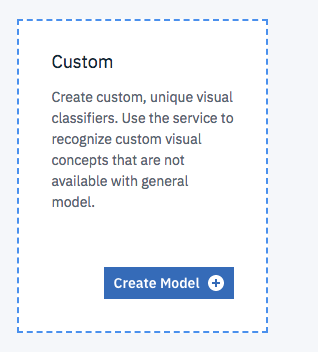 Custom
Create custom, unique visual
classifiers. Use the service to
recognize custom visual
concepts that are not
available with general
model.
Create Model